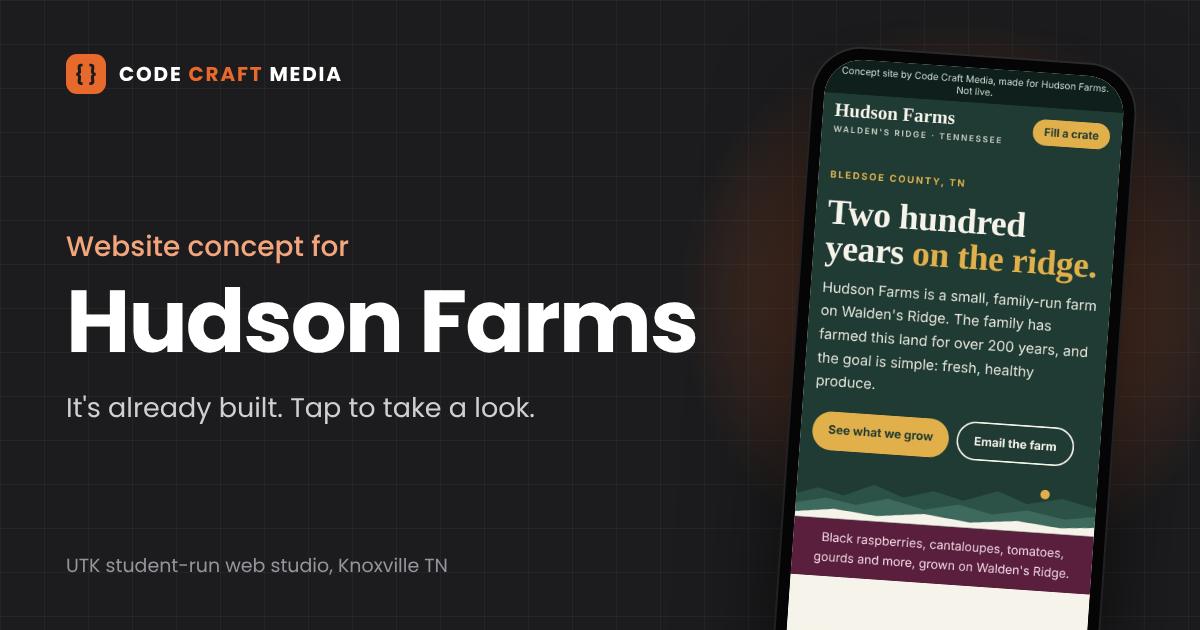 { } CODE CRAFT MEDIA
Website concept for
Hudson Farms
It's already built. Tap to take a look.
UTK student-run web studio, Knoxville TN
Concept site by Code Craft Media, made for Hudson Farms.
Not live.
Hudson Farms
WALDEN'S RIDGE · TENNESSEE
Fill a crate
BLEDSOE COUNTY, TN
Two hundred
years on the ridge.
Hudson Farms is a small, family-run farm
on Walden's Ridge. The family has
farmed this land for over 200 years, and
the goal is simple: fresh, healthy
produce.
See what we grow
Email the farm
Black raspberries, cantaloupes, tomatoes,
gourds and more, grown on Walden's Ridge.